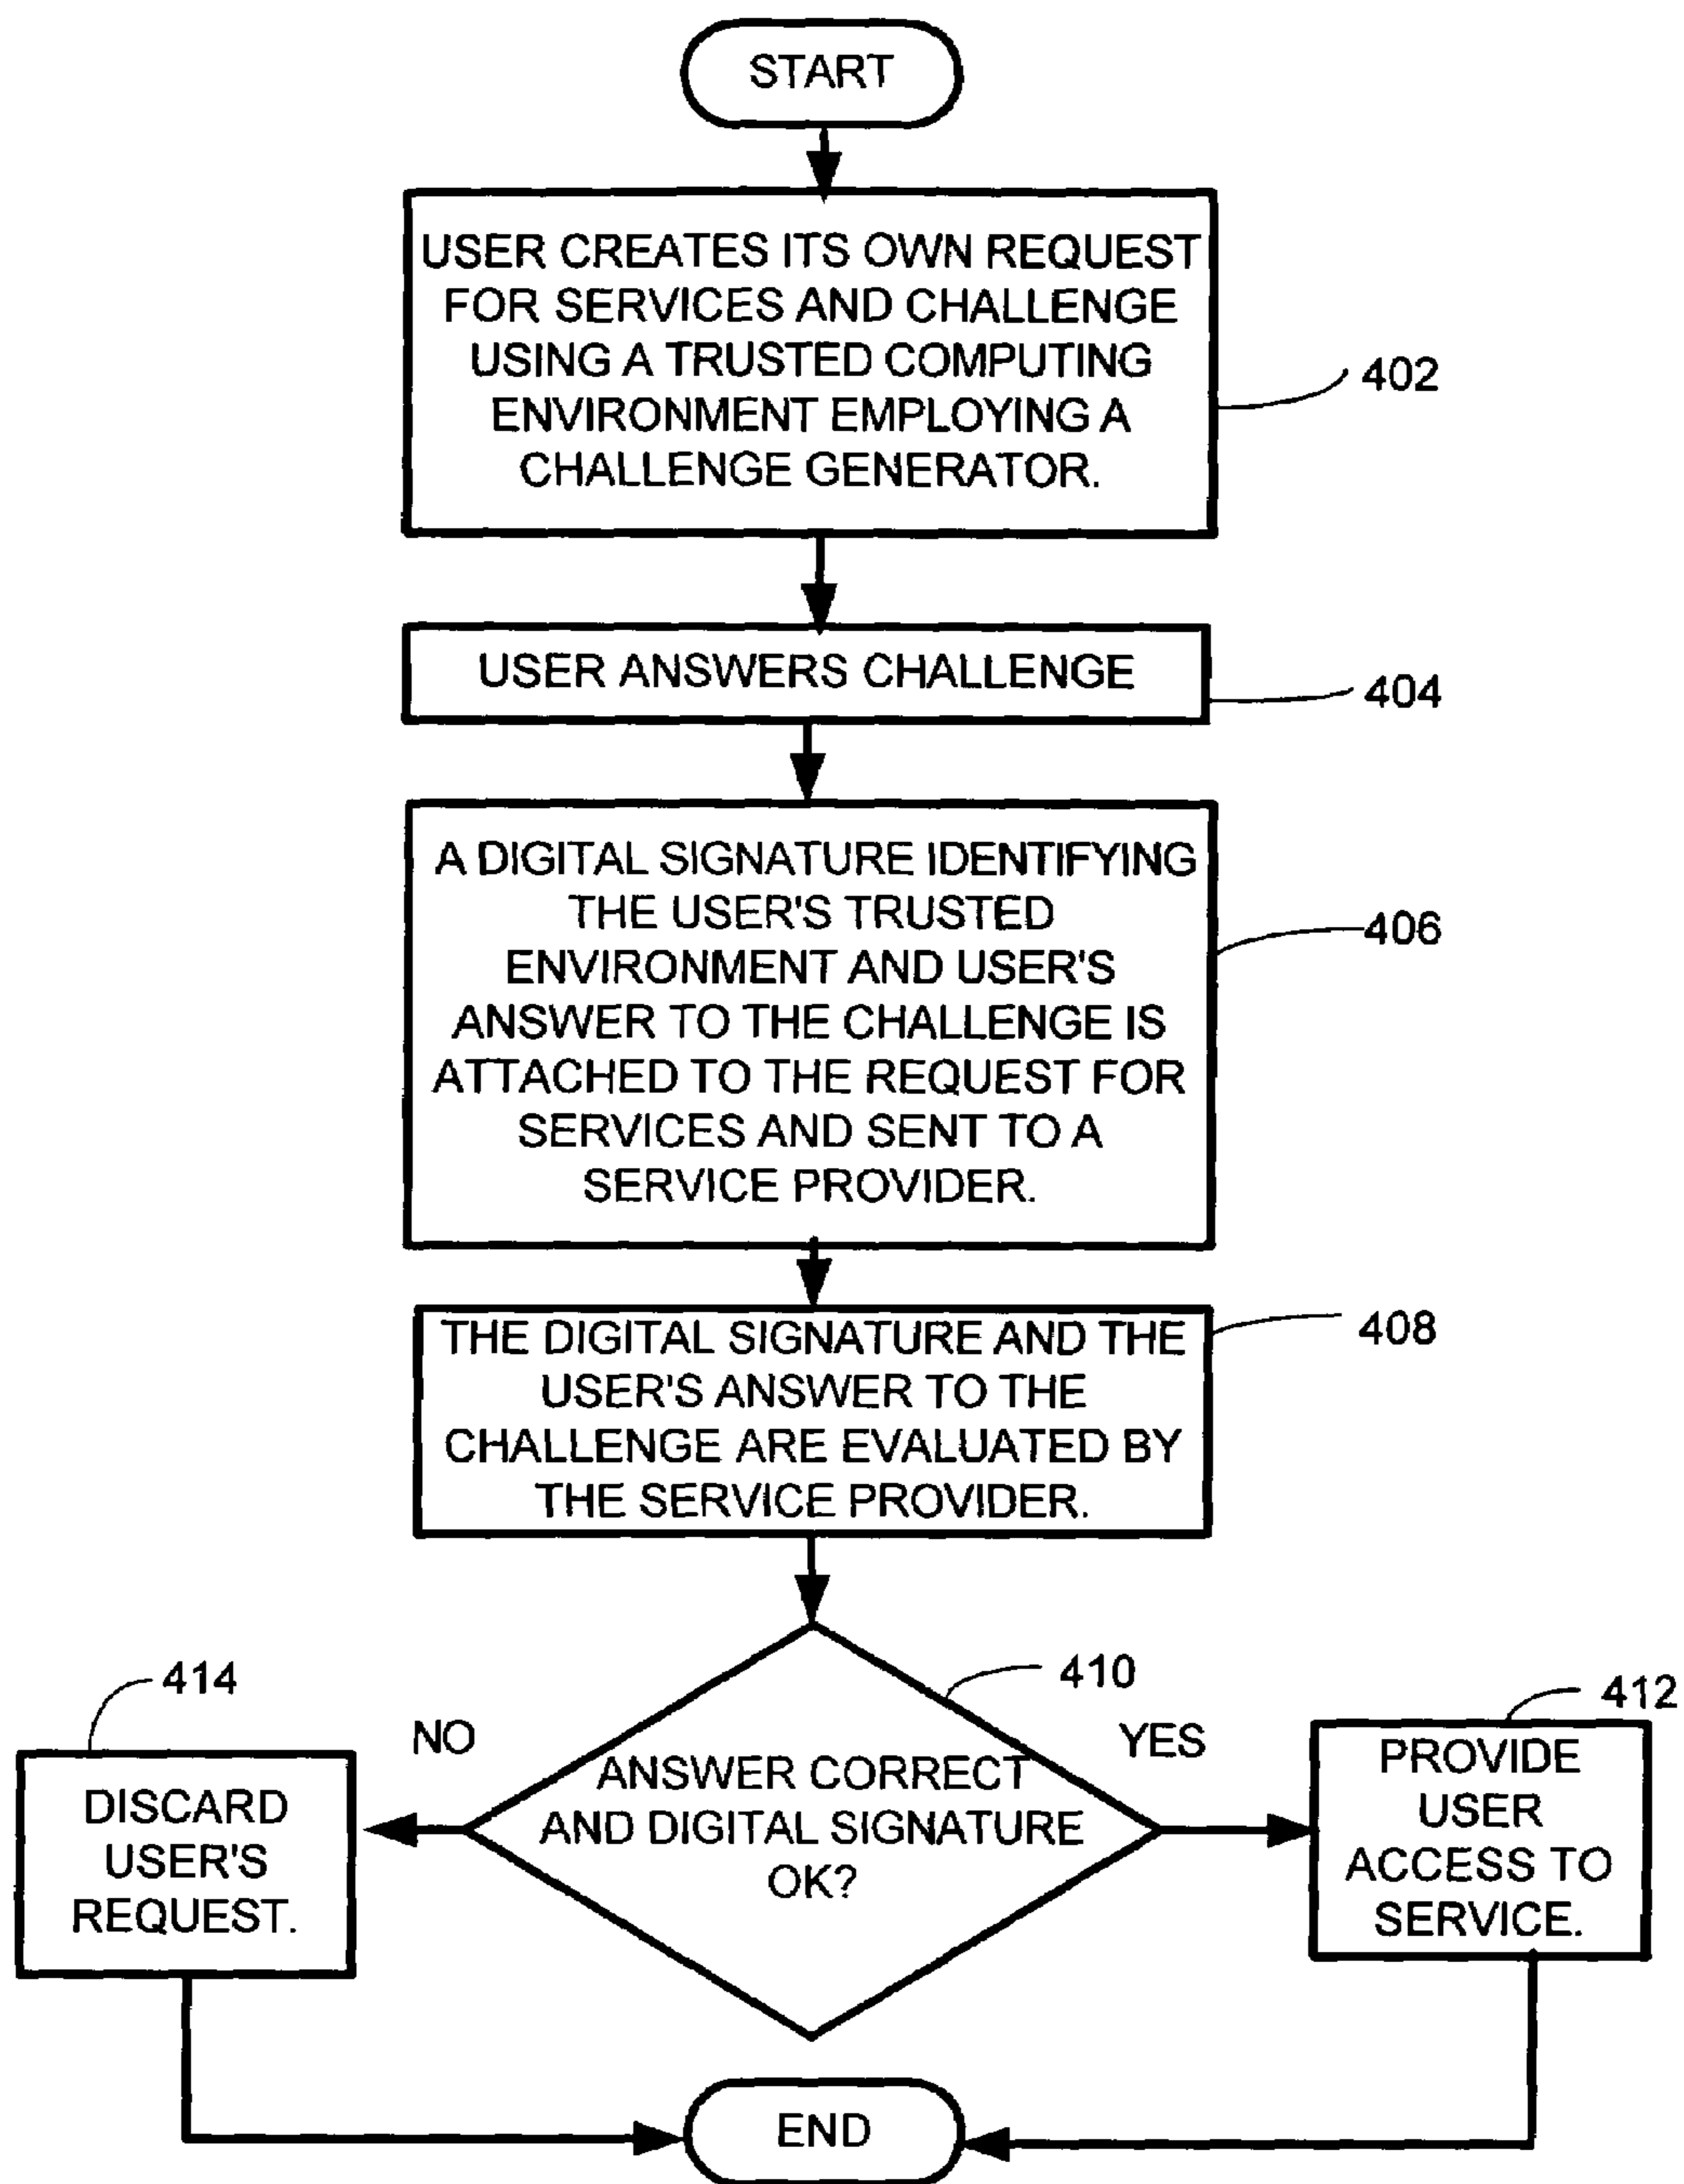 START
USER CREATES ITS OWN REQUEST
FOR SERVICES AND CHALLENGE
USING A TRUSTED COMPUTING
ENVIRONMENT EMPLOYING A
CHALLENGE GENERATOR.
402
USER ANSWERS CHALLENGE
404
A DIGITAL SIGNATURE IDENTIFYING
THE USER'S TRUSTED
ENVIRONMENT AND USER'S
ANSWER TO THE CHALLENGE IS
ATTACHED TO THE REQUEST FOR
SERVICES AND SENT TO A
SERVICE PROVIDER.
406
THE DIGITAL SIGNATURE AND THE
USER'S ANSWER TO THE
CHALLENGE ARE EVALUATED BY
THE SERVICE PROVIDER.
408
ANSWER CORRECT
AND DIGITAL SIGNATURE
OK?
410
NO
YES
414
DISCARD
USER'S
REQUEST.
412
PROVIDE
USER
ACCESS TO
SERVICE.
END